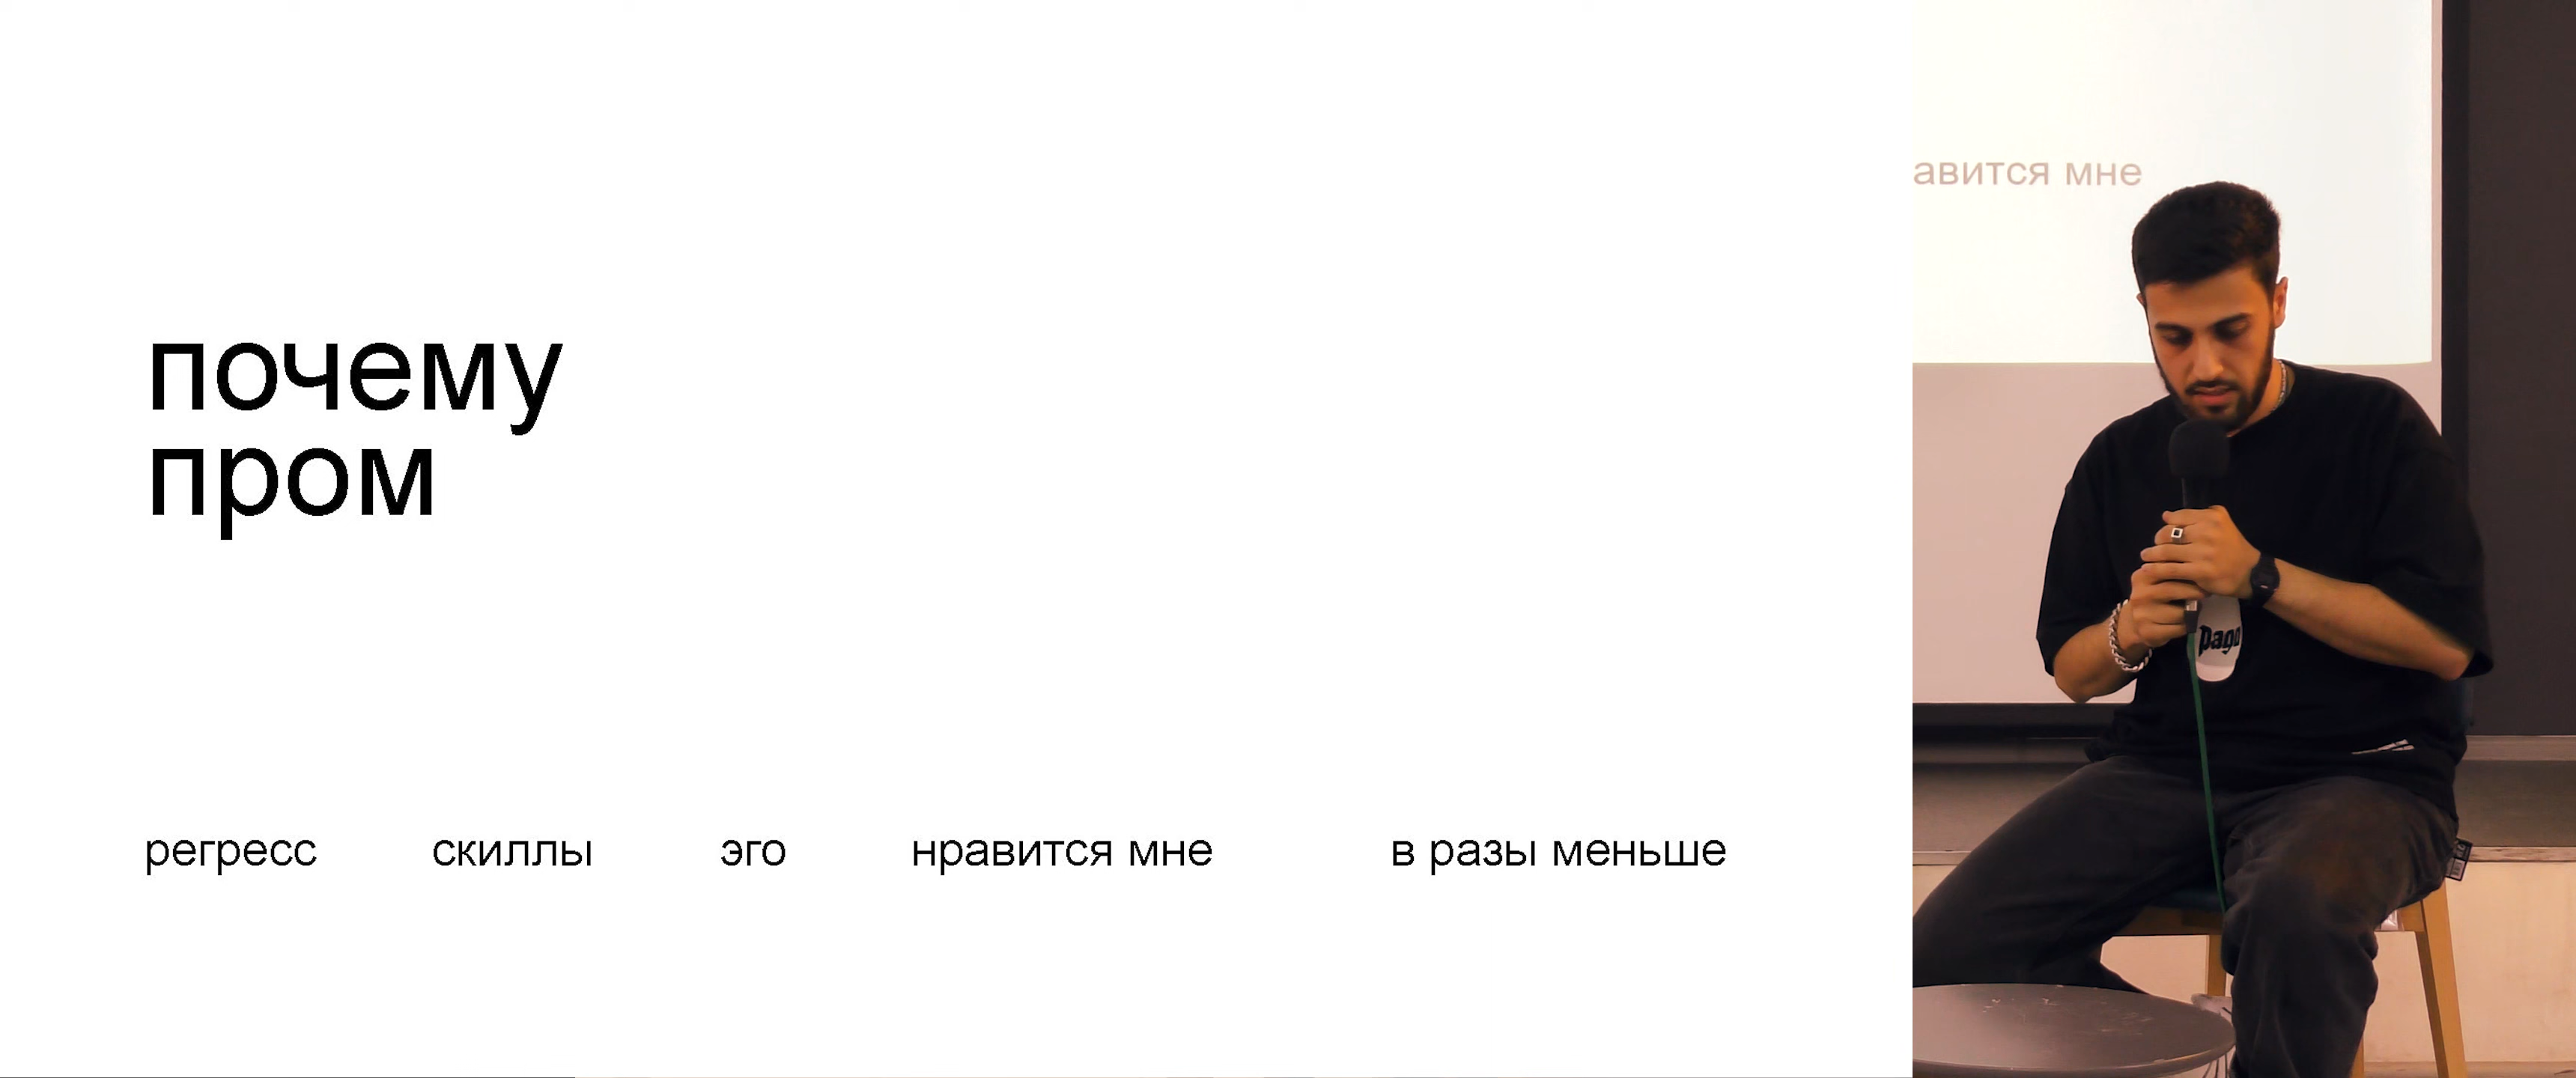 почему
пром
регресс скиллы эго нравится мне в разы меньше
авится мне